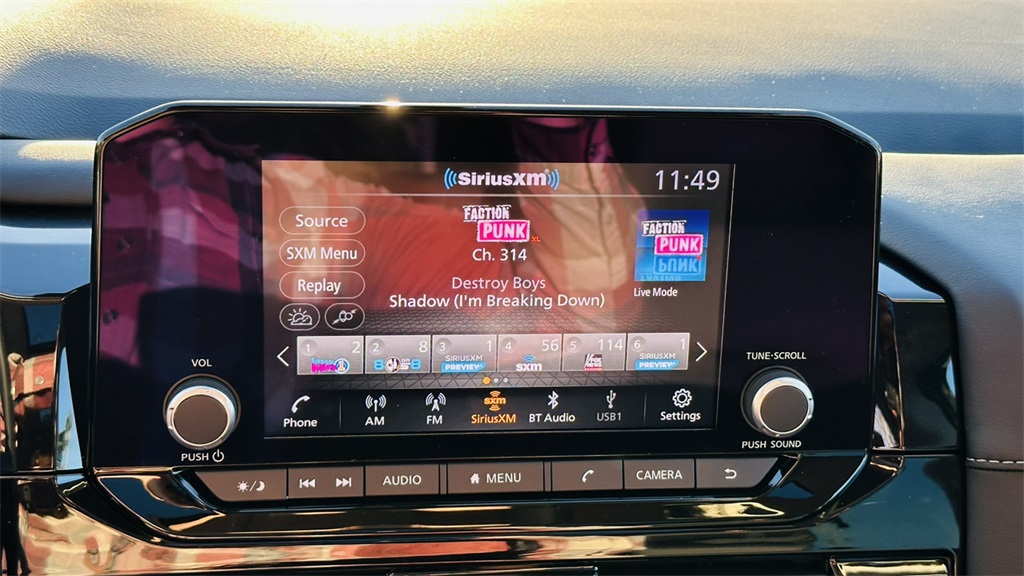 SiriusXM
11:49
Source
SXM Menu
Replay
FACTION
PUNK
XL
Ch. 314
Destroy Boys
Shadow (I'm Breaking Down)
FACTION
PUNK
Live Mode
1 2
2 8
3 1
SIRIUSXM
PREVIEW
4 56
sxm
5 114
6 1
SIRIUSXM
PREVIEW
Phone
AM
FM
sxm
SiriusXM
BT Audio
USB1
Settings
VOL
PUSH
TUNE·SCROLL
PUSH SOUND
AUDIO
MENU
CAMERA